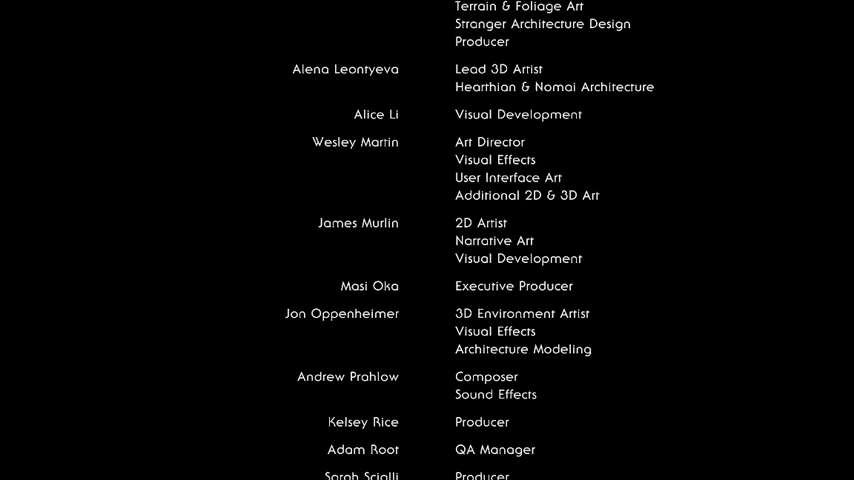 Terrain & Foliage Art
Stranger Architecture Design
Producer
Alena Leontyeva Lead 3D Artist
Hearthian & Nomai Architecture
Alice Li Visual Development
Wesley Martin Art Director
Visual Effects
User Interface Art
Additional 2D & 3D Art
James Murlin 2D Artist
Narrative Art
Visual Development
Masi Oka Executive Producer
Jon Oppenheimer 3D Environment Artist
Visual Effects
Architecture Modeling
Andrew Prahlow Composer
Sound Effects
Kelsey Rice Producer
Adam Root QA Manager
Sarah Scialli Producer